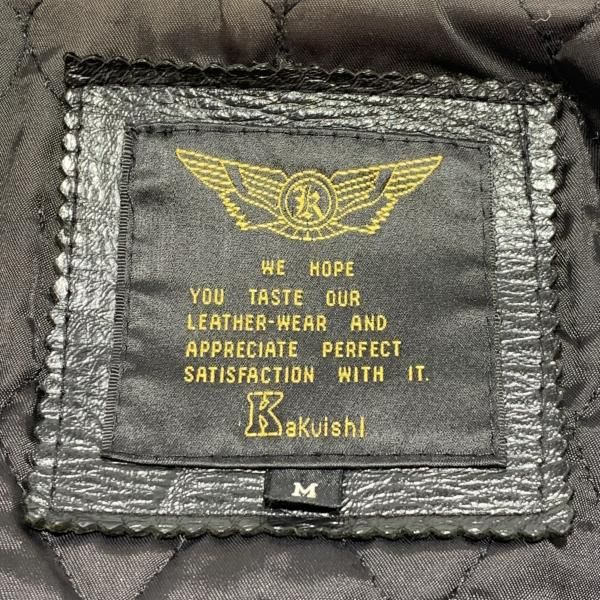 K
WE HOPE
YOU TASTE OUR
LEATHER-WEAR AND
APPRECIATE PERFECT
SATISFACTION WITH IT.
Kakuishi
M